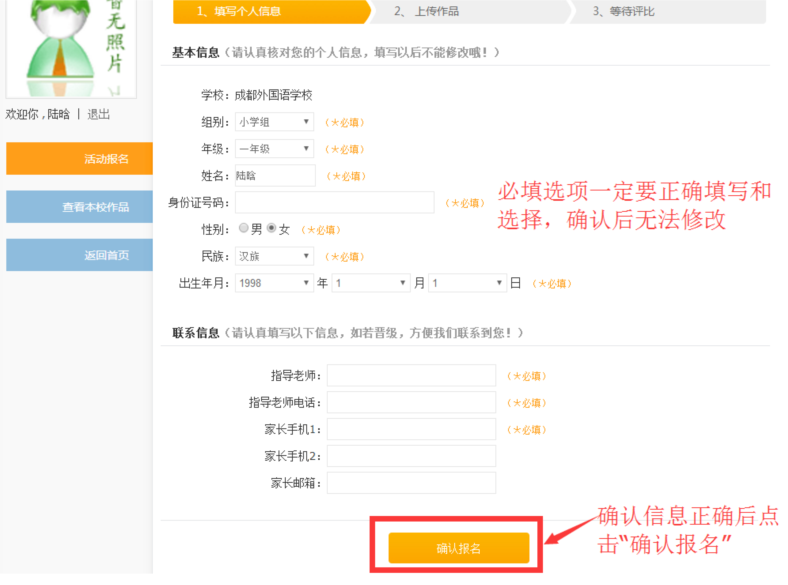 1、填写个人信息
2、上传作品
3、等待评比
暂无照片
欢迎你，陆晗 | 退出
活动报名
查看本校作品
返回首页
基本信息（请认真核对您的个人信息，填写以后不能修改哦！）
学校：成都外国语学校
组别：小学组（＊必填）
年级：一年级（＊必填）
姓名：陆晗（＊必填）
身份证号码：（＊必填）
性别：男 女（＊必填）
民族：汉族（＊必填）
出生年月：1998 年 1 月 1 日（＊必填）
必填选项一定要正确填写和
选择，确认后无法修改
联系信息（请认真填写以下信息，如若晋级，方便我们联系到您！）
指导老师：（＊必填）
指导老师电话：（＊必填）
家长手机1：（＊必填）
家长手机2：
家长邮箱：
确认报名
确认信息正确后点
击“确认报名”